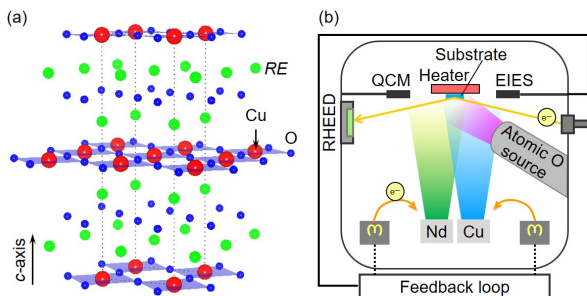 (a)
RE
Cu
O
c-axis
(b)
Substrate
Heater
QCM
EIES
RHEED
e-
Atomic O
source
e-
Nd
Cu
e-
Feedback loop